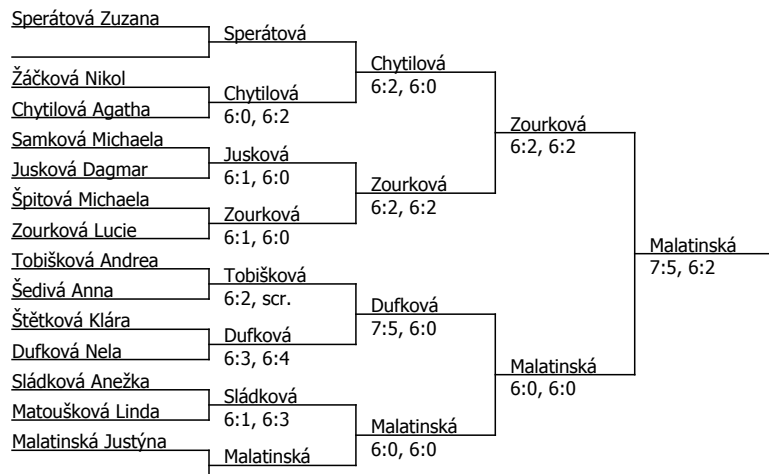 Sperátová Zuzana
Žáčková Nikol
Chytilová Agatha
Samková Michaela
Jusková Dagmar
Špitová Michaela
Zourková Lucie
Tobišková Andrea
Šedivá Anna
Štětková Klára
Dufková Nela
Sládková Anežka
Matoušková Linda
Malatinská Justýna
Sperátová
Chytilová
6:0, 6:2
Jusková
6:1, 6:0
Zourková
6:1, 6:0
Tobišková
6:2, scr.
Dufková
6:3, 6:4
Sládková
6:1, 6:3
Malatinská
Chytilová
6:2, 6:0
Zourková
6:2, 6:2
Dufková
7:5, 6:0
Malatinská
6:0, 6:0
Zourková
6:2, 6:2
Malatinská
6:0, 6:0
Malatinská
7:5, 6:2